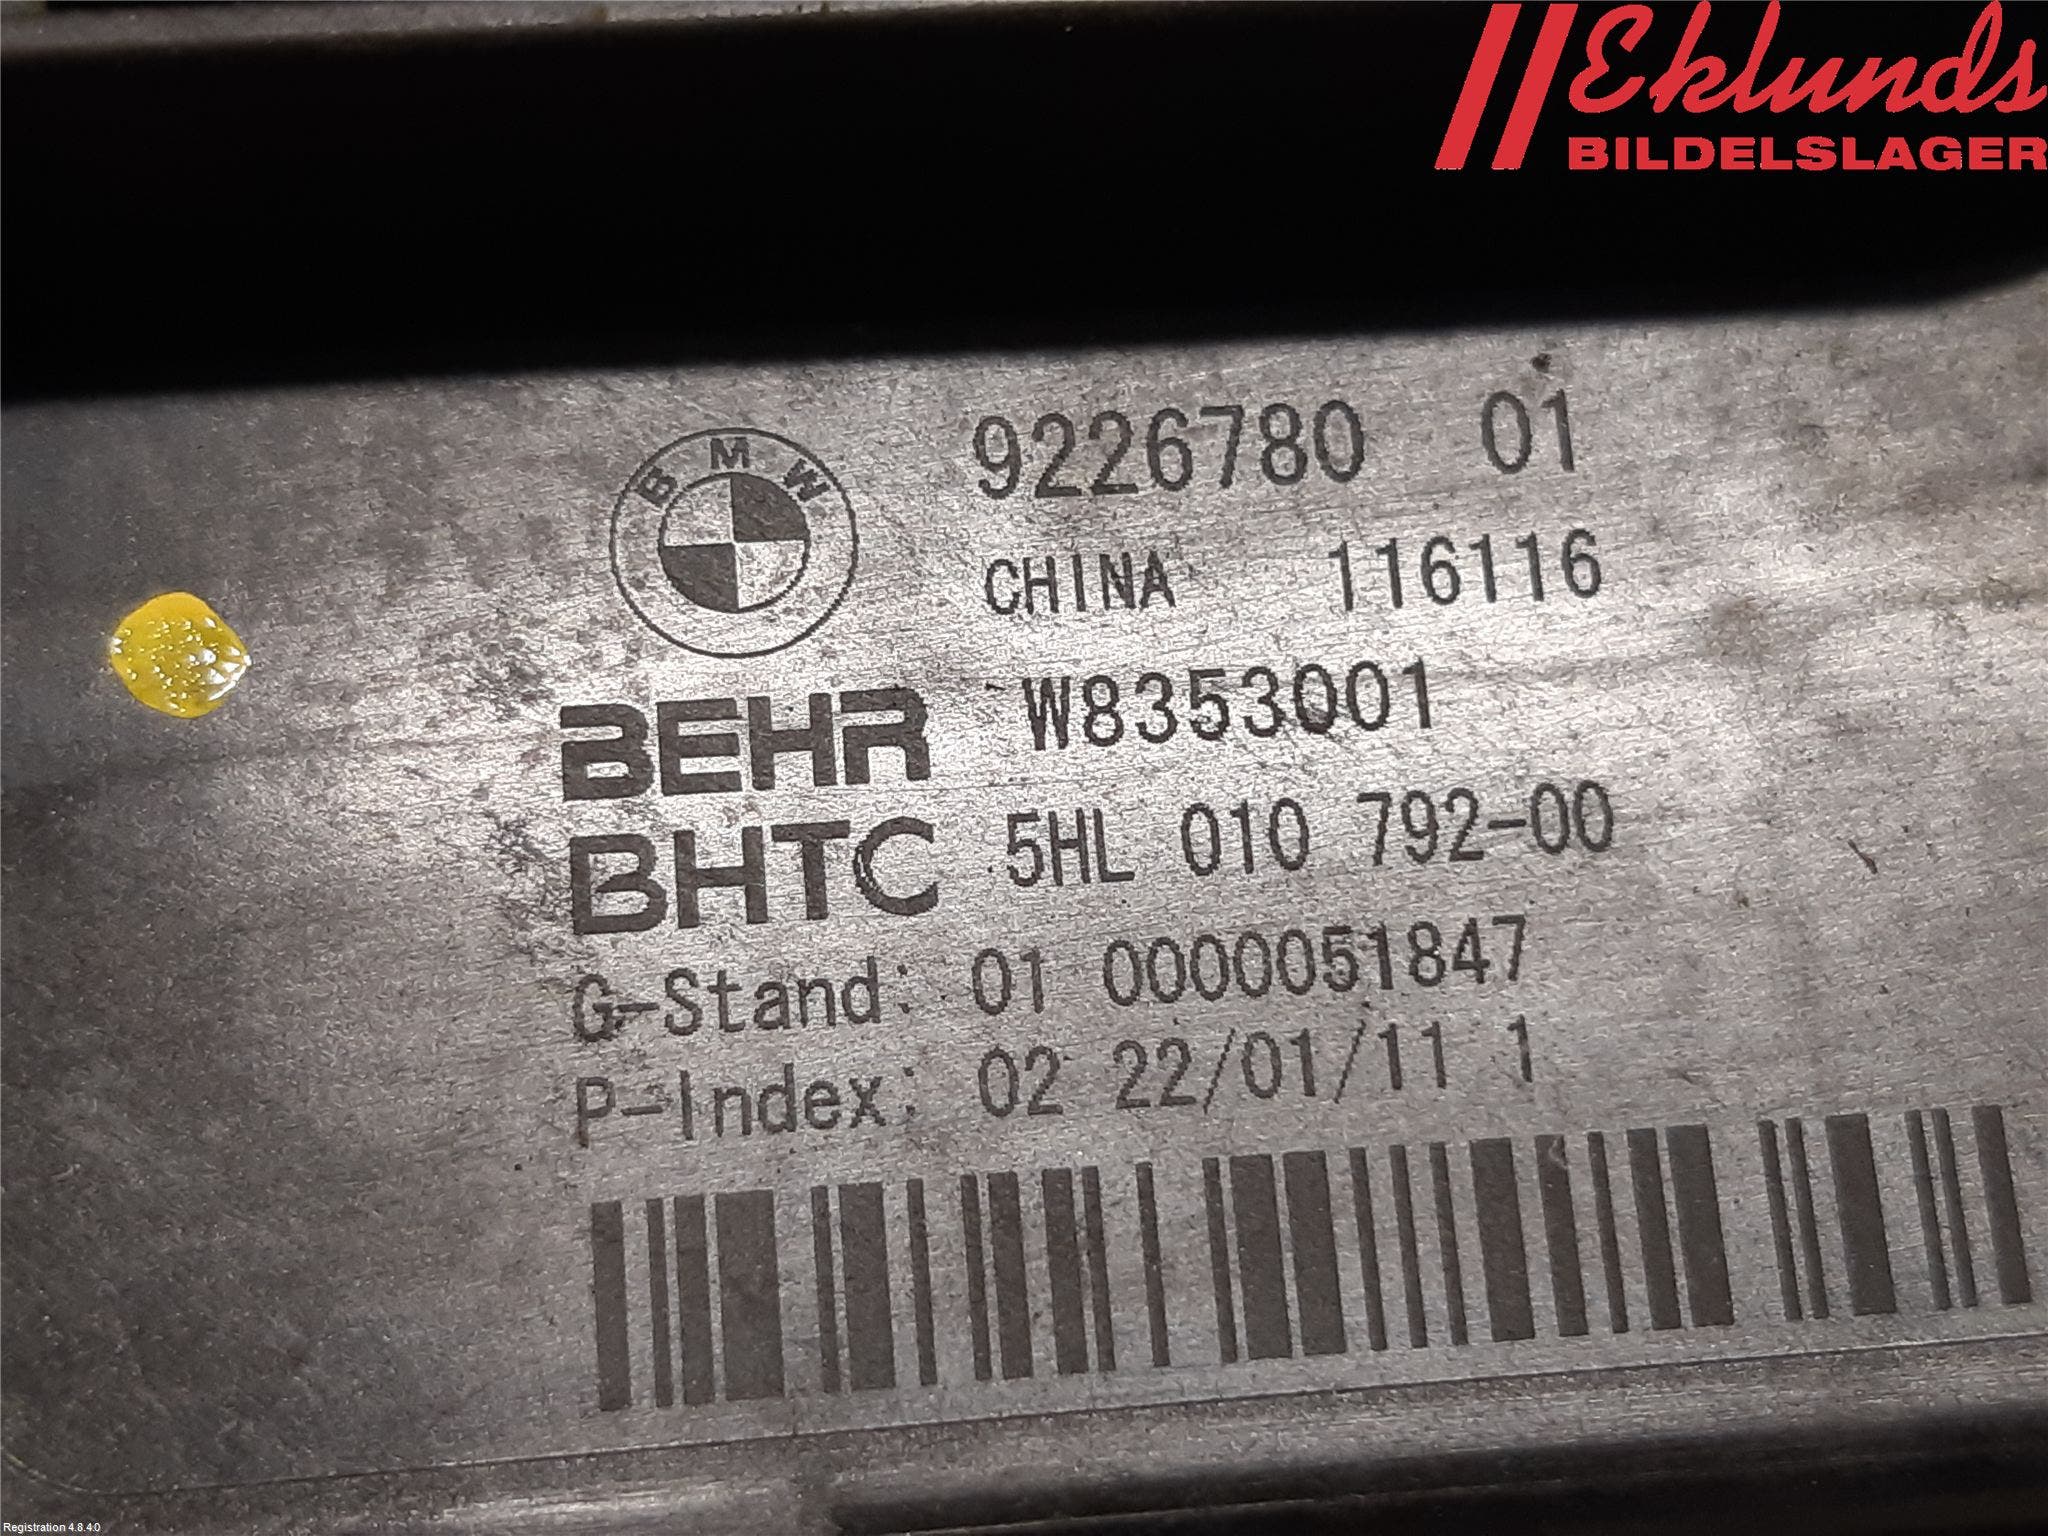 Eklunds
BILDELSLAGER
BMW
9226780 01
CHINA 116116
BEHR W8353001
BHTC 5HL 010 792-00
G-Stand: 01 0000051847
P-Index: 02 22/01/11 1
Registration 4.8.4.0